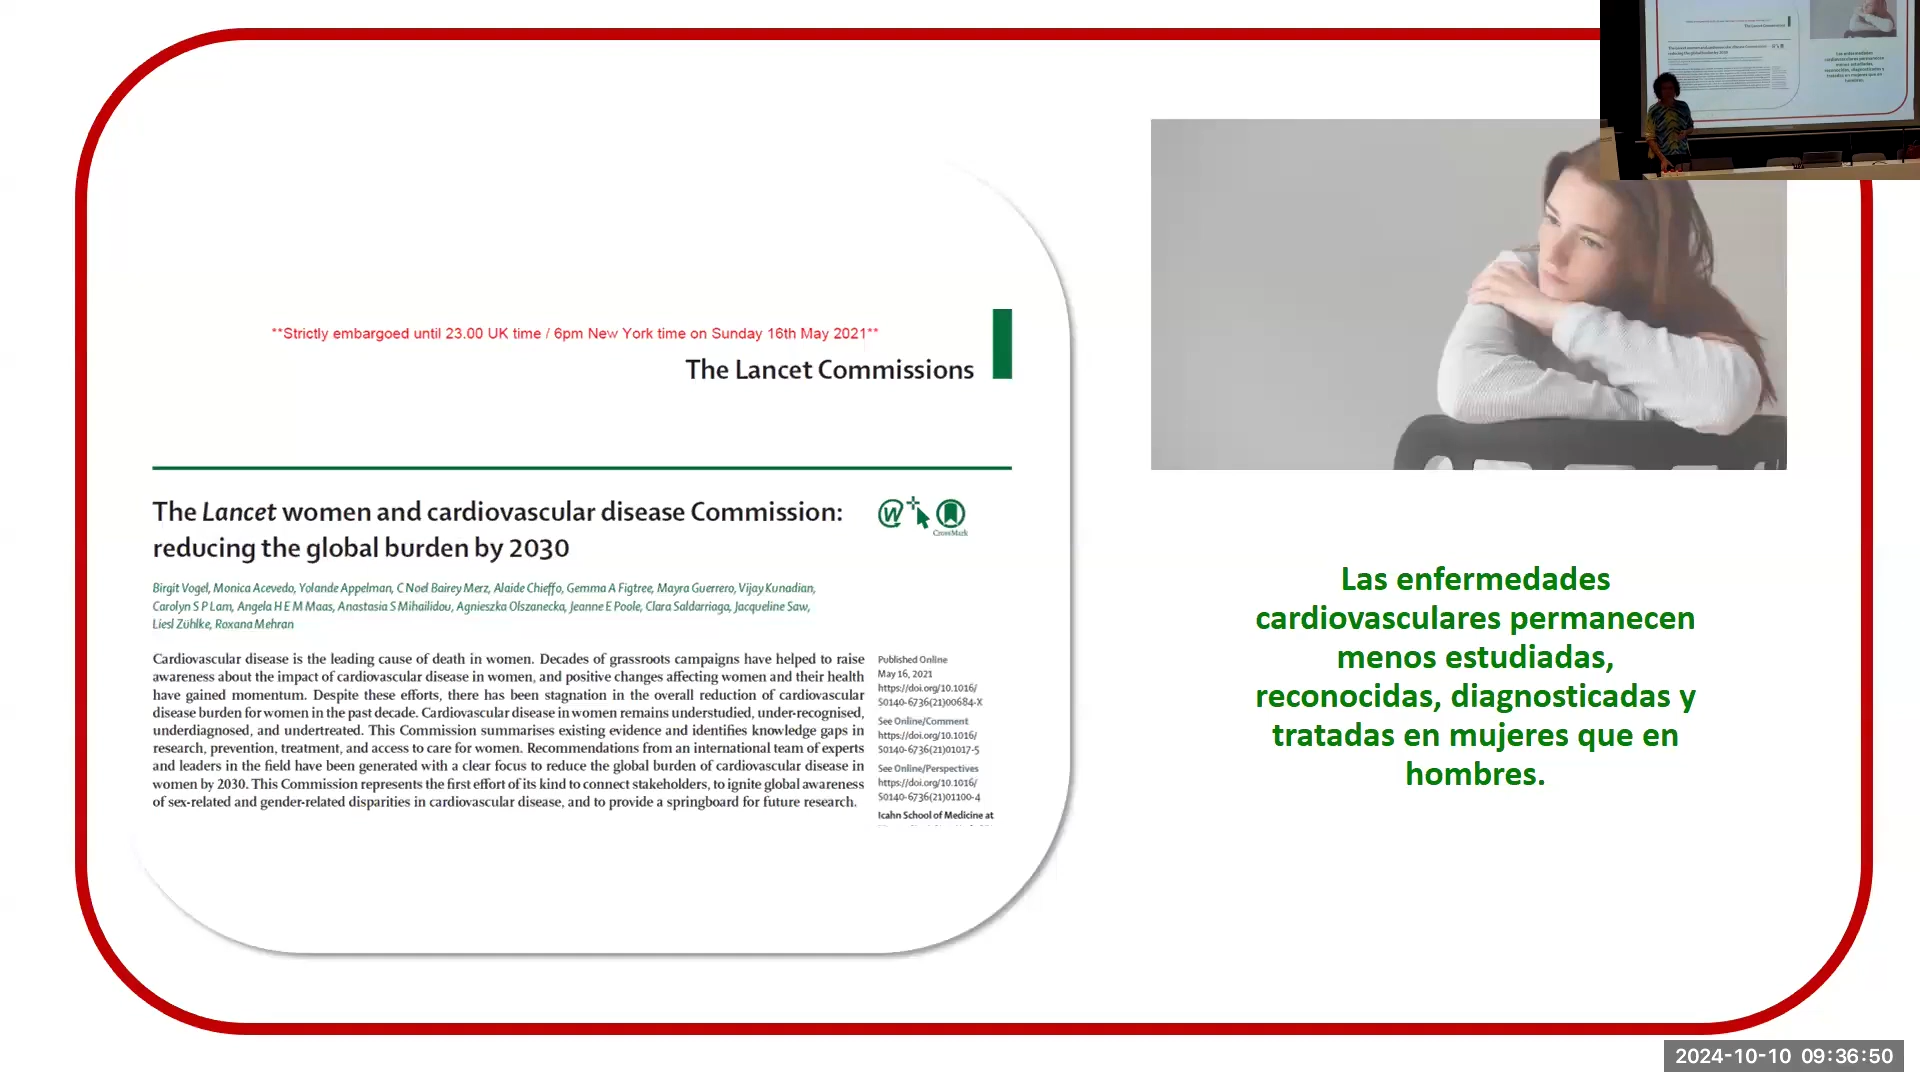 **Strictly embargoed until 23.00 UK time / 6pm New York time on Sunday 16th May 2021**
The Lancet Commissions
The Lancet women and cardiovascular disease Commission:
reducing the global burden by 2030
CrossMark
Birgit Vogel, Monica Acevedo, Yolande Appelman, C Noel Bairey Merz, Alaide Chieffo, Gemma A Figtree, Mayra Guerrero, Vijay Kunadian,
Carolyn S P Lam, Angela H E M Maas, Anastasia S Mihailidou, Agnieszka Olszanecka, Jeanne E Poole, Clara Saldarriaga, Jacqueline Saw,
Liesl Zühlke, Roxana Mehran
Cardiovascular disease is the leading cause of death in women. Decades of grassroots campaigns have helped to raise
awareness about the impact of cardiovascular disease in women, and positive changes affecting women and their health
have gained momentum. Despite these efforts, there has been stagnation in the overall reduction of cardiovascular
disease burden for women in the past decade. Cardiovascular disease in women remains understudied, under-recognised,
underdiagnosed, and undertreated. This Commission summarises existing evidence and identifies knowledge gaps in
research, prevention, treatment, and access to care for women. Recommendations from an international team of experts
and leaders in the field have been generated with a clear focus to reduce the global burden of cardiovascular disease in
women by 2030. This Commission represents the first effort of its kind to connect stakeholders, to ignite global awareness
of sex-related and gender-related disparities in cardiovascular disease, and to provide a springboard for future research.
Published Online
May 16, 2021
https://doi.org/10.1016/
S0140-6736(21)00684-X
See Online/Comment
https://doi.org/10.1016/
S0140-6736(21)01017-5
See Online/Perspectives
https://doi.org/10.1016/
S0140-6736(21)01100-4
Icahn School of Medicine at
Las enfermedades
cardiovasculares permanecen
menos estudiadas,
reconocidas, diagnosticadas y
tratadas en mujeres que en
hombres.
2024-10-10 09:36:50